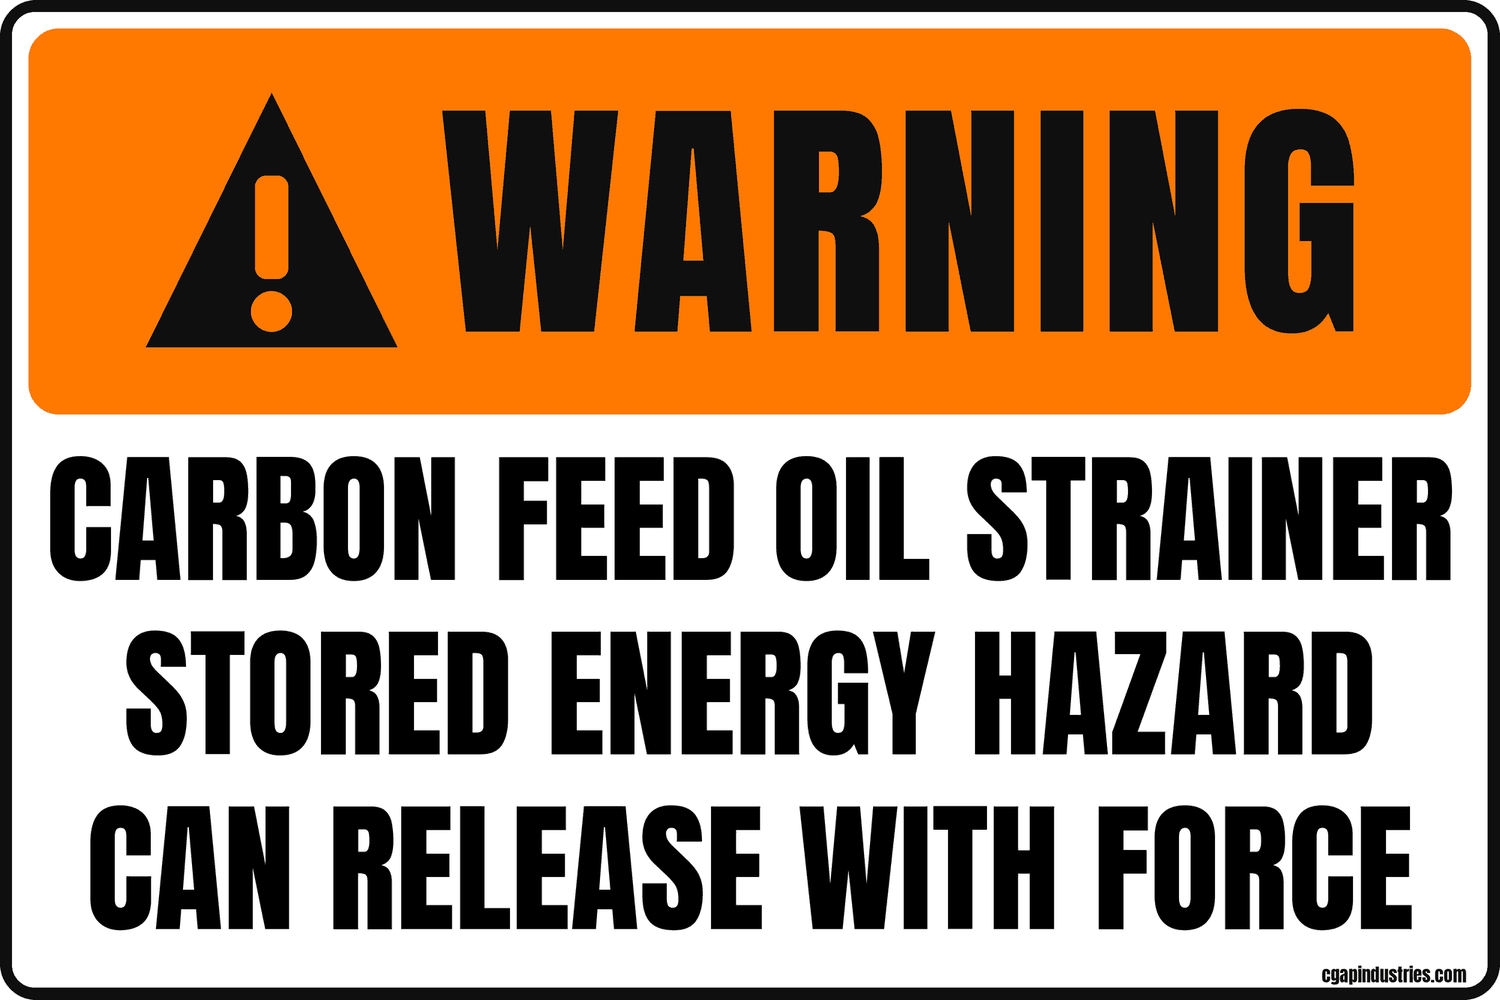 WARNING
CARBON FEED OIL STRAINER
STORED ENERGY HAZARD
CAN RELEASE WITH FORCE
cgapindustries.com